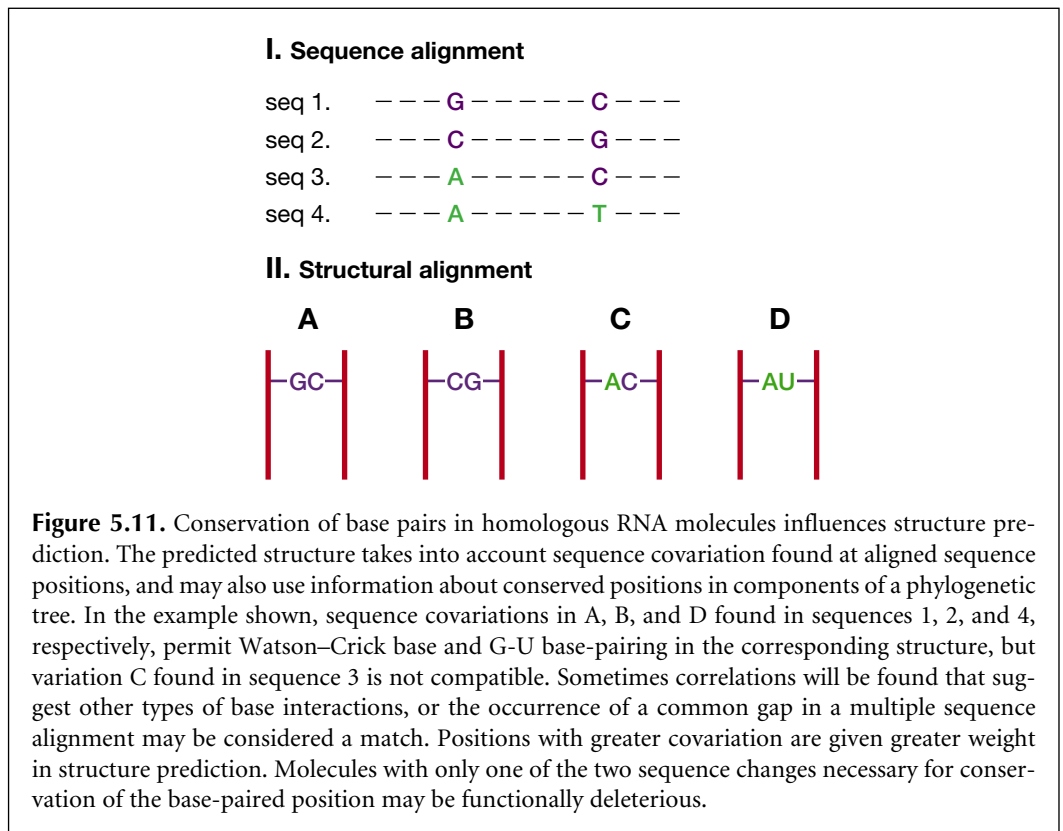 I. Sequence alignment
seq 1. – – – G – – – – – C – – –
seq 2. – – – C – – – – – G – – –
seq 3. – – – A – – – – – C – – –
seq 4. – – – A – – – – – T – – –
II. Structural alignment
A B C D
GC CG AC AU
Figure 5.11. Conservation of base pairs in homologous RNA molecules influences structure pre-
diction. The predicted structure takes into account sequence covariation found at aligned sequence
positions, and may also use information about conserved positions in components of a phylogenetic
tree. In the example shown, sequence covariations in A, B, and D found in sequences 1, 2, and 4,
respectively, permit Watson–Crick base and G-U base-pairing in the corresponding structure, but
variation C found in sequence 3 is not compatible. Sometimes correlations will be found that sug-
gest other types of base interactions, or the occurrence of a common gap in a multiple sequence
alignment may be considered a match. Positions with greater covariation are given greater weight
in structure prediction. Molecules with only one of the two sequence changes necessary for conser-
vation of the base-paired position may be functionally deleterious.